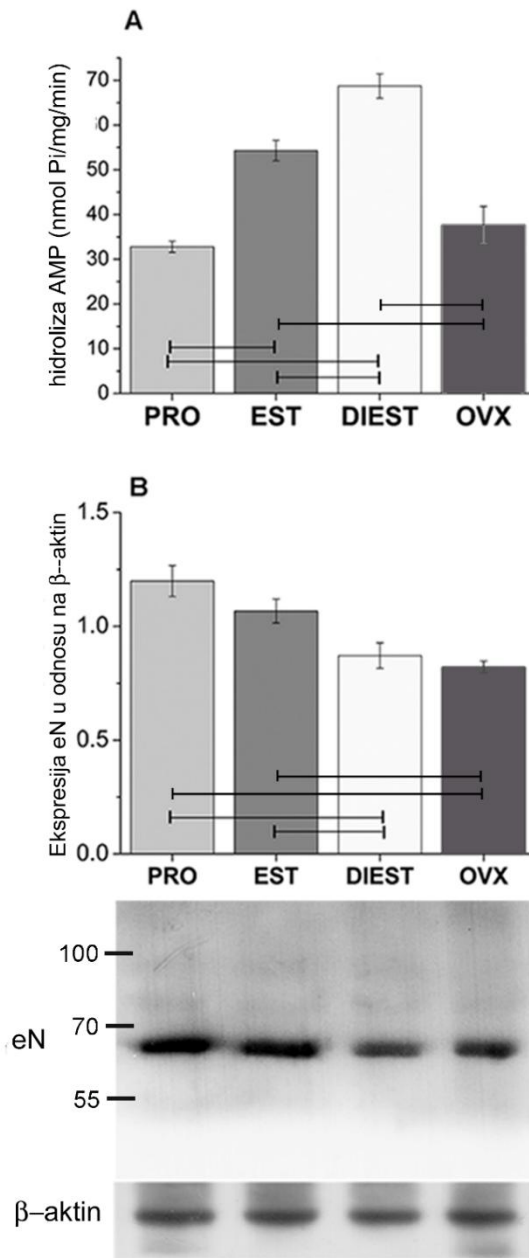 A
hidroliza AMP (nmol Pi/mg/min)
70
60
50
40
30
20
10
0
PRO EST DIEST OVX
B
Ekspresija eN u odnosu na β--aktin
1.5
1.0
0.5
0.0
PRO EST DIEST OVX
100
70
eN
55
β–aktin